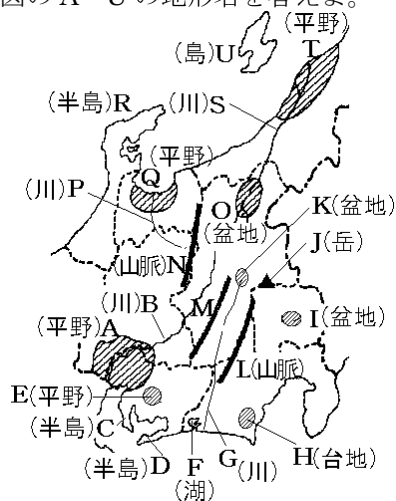 図のA～Uの地形名を答えよ。
(平野)
T
(島)U
(半島)R
(川)S
(平野)
Q
(川)P
O
(盆地)
K(盆地)
J(岳)
(山脈)N
(川)B
M
I(盆地)
(平野)A
L(山脈)
E(平野)
(半島)C
(半島)D
F
(湖)
G(川)
H(台地)